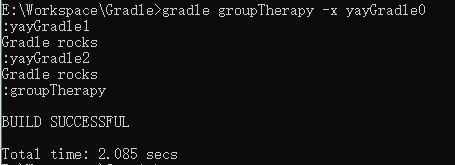 E:\Workspace\Gradle>gradle groupTherapy -x yayGradle0
:yayGradle1
Gradle rocks
:yayGradle2
Gradle rocks
:groupTherapy
BUILD SUCCESSFUL
Total time: 2.085 secs